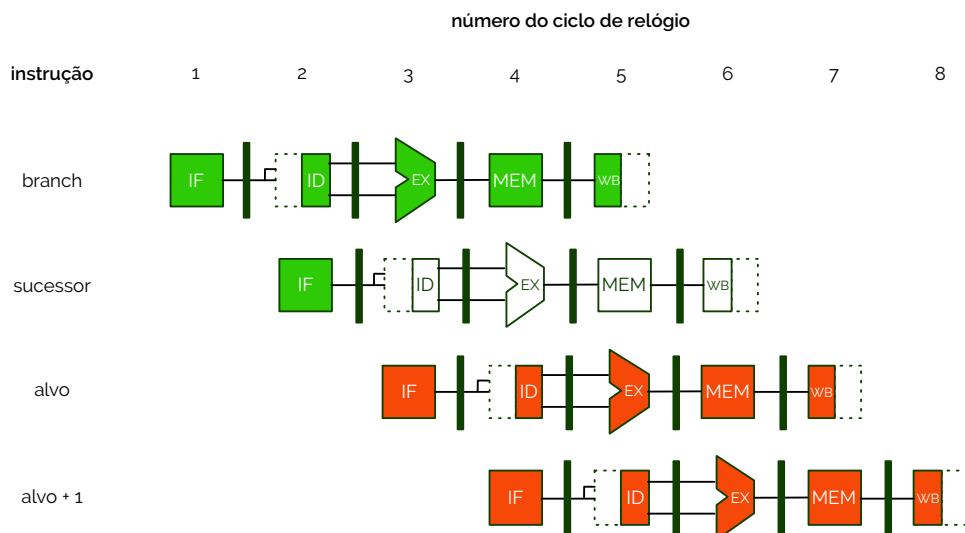 número do ciclo de relógio
instrução 1 2 3 4 5 6 7 8
branch IF ID EX MEM WB
sucessor IF ID EX MEM WB
alvo IF ID EX MEM WB
alvo + 1 IF ID EX MEM WB